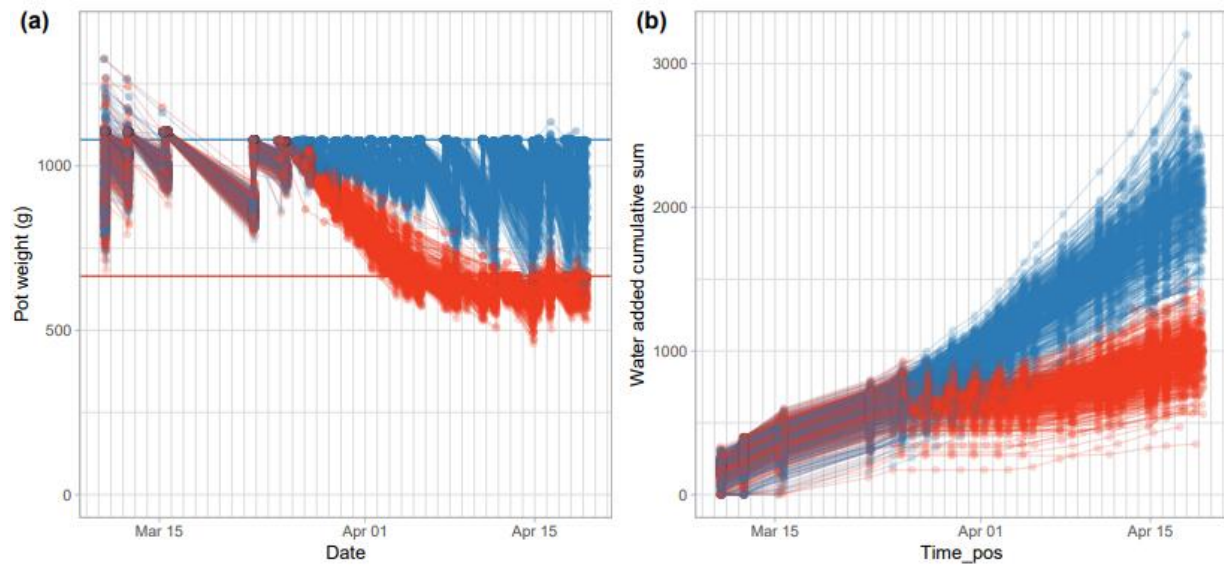 (a)
Pot weight (g)
1000
500
0
Mar 15
Apr 01
Apr 15
Date
(b)
Water added cumulative sum
3000
2000
1000
0
Mar 15
Apr 01
Apr 15
Time_pos